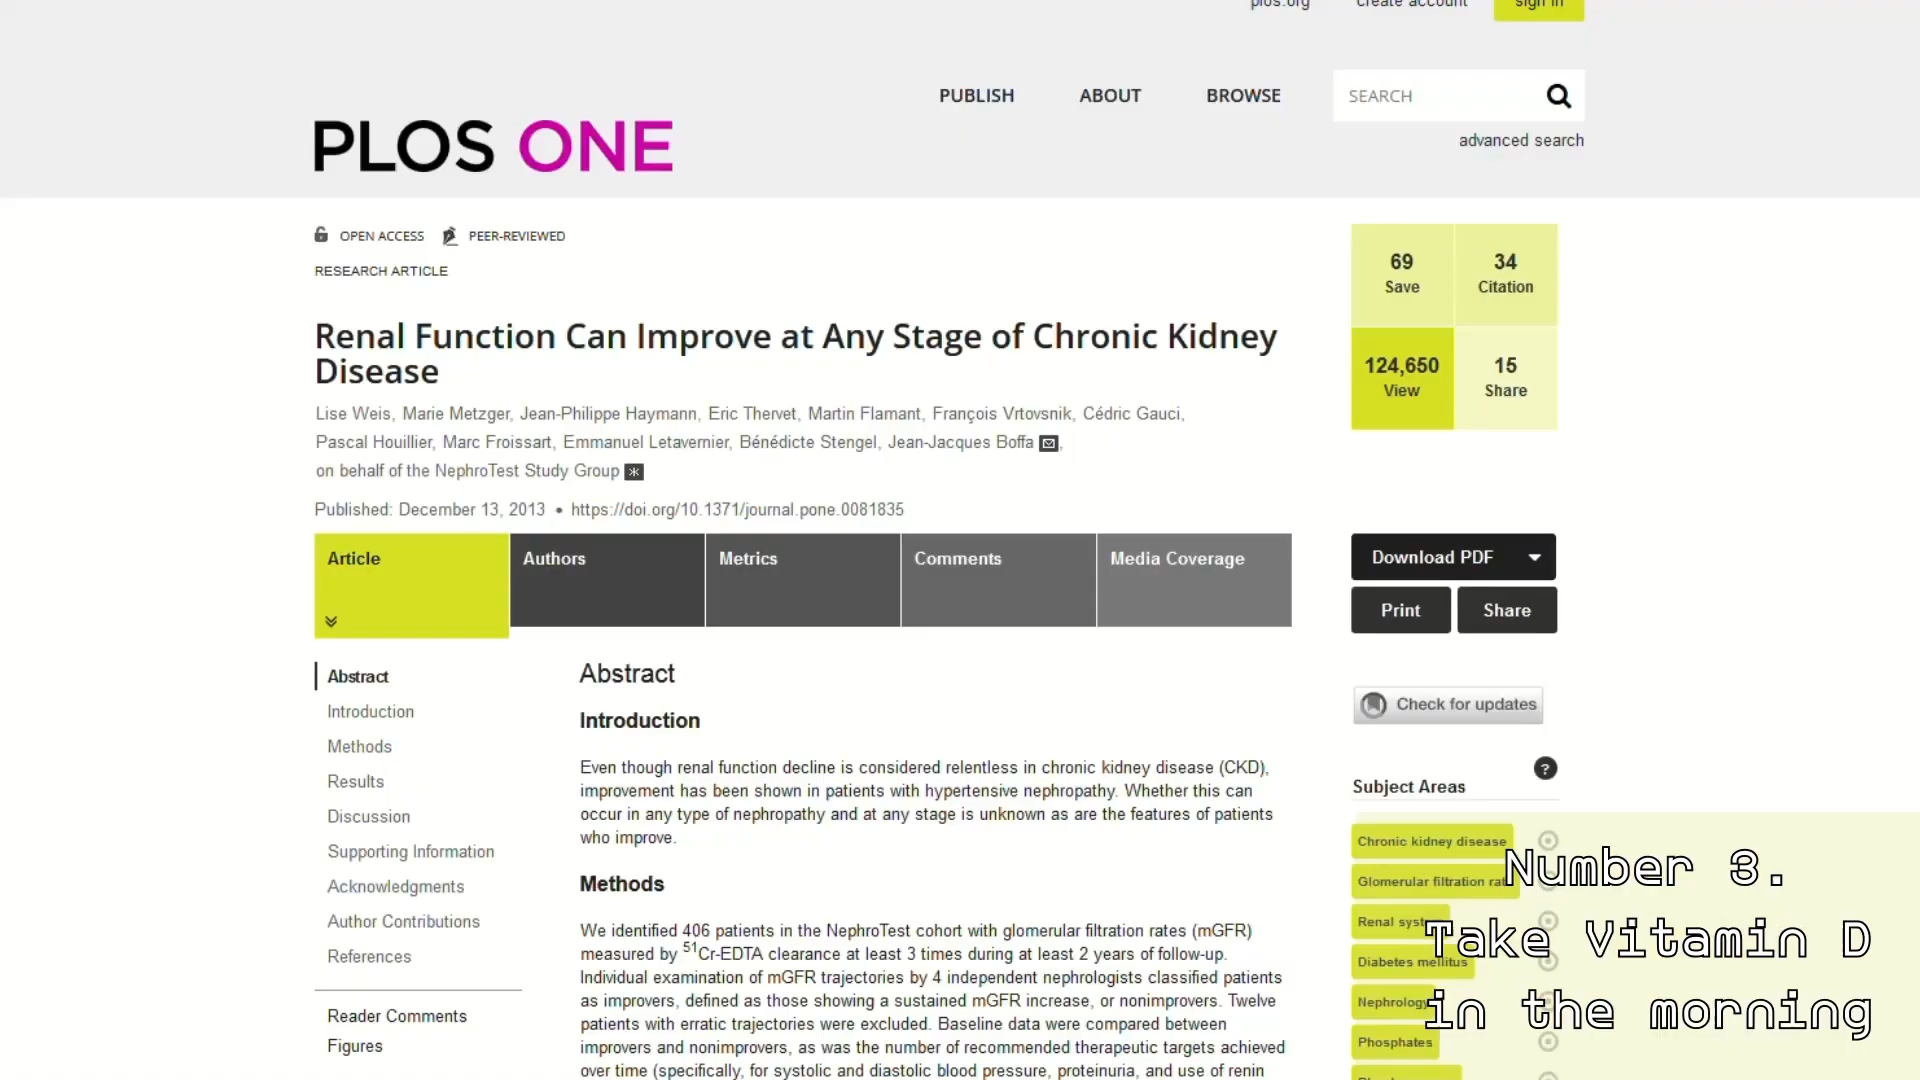 plos.org create account sign in
PUBLISH ABOUT BROWSE SEARCH
PLOS ONE
advanced search
OPEN ACCESS PEER-REVIEWED
RESEARCH ARTICLE
Renal Function Can Improve at Any Stage of Chronic Kidney
Disease
Lise Weis, Marie Metzger, Jean-Philippe Haymann, Eric Thervet, Martin Flamant, François Vrtovsnik, Cédric Gauci,
Pascal Houillier, Marc Froissart, Emmanuel Letavernier, Bénédicte Stengel, Jean-Jacques Boffa ,
on behalf of the NephroTest Study Group
Published: December 13, 2013 • https://doi.org/10.1371/journal.pone.0081835
69 34
Save Citation
124,650 15
View Share
Article Authors Metrics Comments Media Coverage
Download PDF
Print Share
Abstract
Introduction
Methods
Results
Discussion
Supporting Information
Acknowledgments
Author Contributions
References
Reader Comments
Figures
Abstract
Introduction
Even though renal function decline is considered relentless in chronic kidney disease (CKD),
improvement has been shown in patients with hypertensive nephropathy. Whether this can
occur in any type of nephropathy and at any stage is unknown as are the features of patients
who improve.
Methods
We identified 406 patients in the NephroTest cohort with glomerular filtration rates (mGFR)
measured by 51Cr-EDTA clearance at least 3 times during at least 2 years of follow-up.
Individual examination of mGFR trajectories by 4 independent nephrologists classified patients
as improvers, defined as those showing a sustained mGFR increase, or nonimprovers. Twelve
patients with erratic trajectories were excluded. Baseline data were compared between
improvers and nonimprovers, as was the number of recommended therapeutic targets achieved
over time (specifically, for systolic and diastolic blood pressure, proteinuria, and use of renin
Check for updates
Subject Areas ?
Chronic kidney disease
Glomerular filtration rat
Renal syst
Diabetes mellitus
Nephrology
Phosphates
Number 3.
Take Vitamin D
in the morning